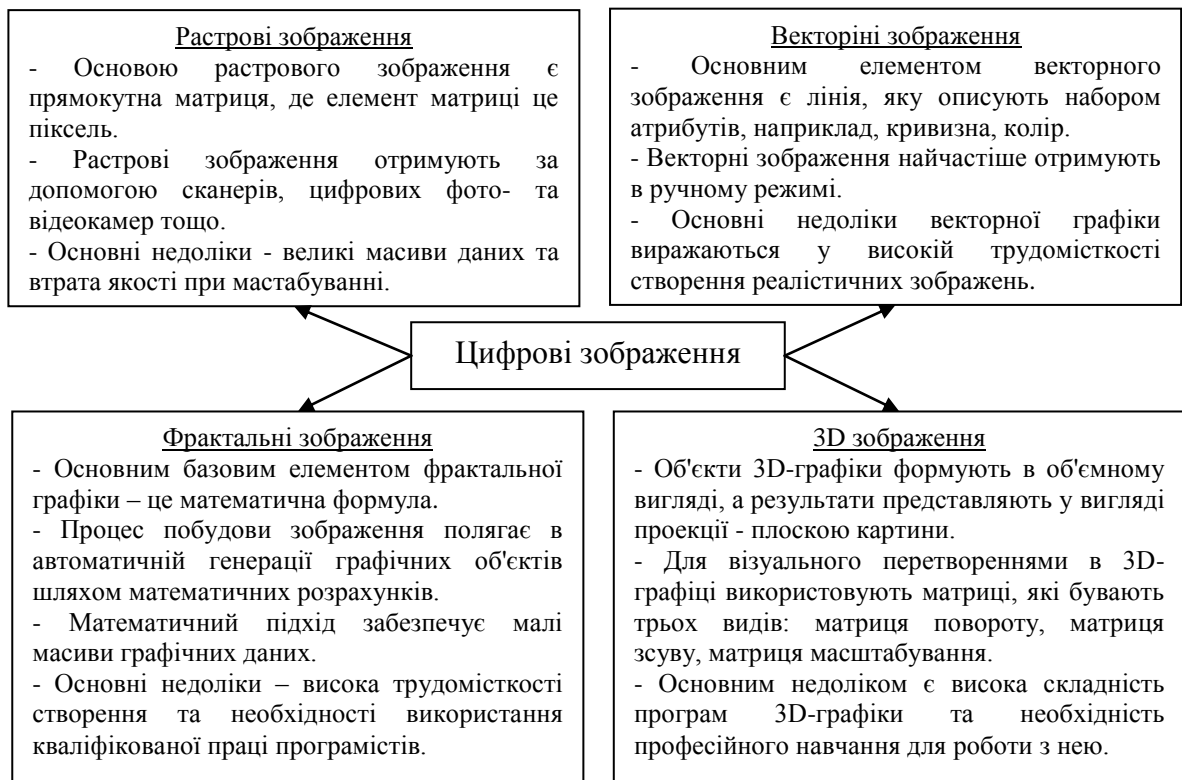 Растрові зображення
- Основою растрового зображення є
прямокутна матриця, де елемент матриці це
піксель.
- Растрові зображення отримують за
допомогою сканерів, цифрових фото- та
відеокамер тощо.
- Основні недоліки - великі масиви даних та
втрата якості при мастабуванні.
Векторіні зображення
- Основним елементом векторного
зображення є лінія, яку описують набором
атрибутів, наприклад, кривизна, колір.
- Векторні зображення найчастіше отримують
в ручному режимі.
- Основні недоліки векторної графіки
виражаються у високій трудомісткості
створення реалістичних зображень.
Цифрові зображення
Фрактальні зображення
- Основним базовим елементом фрактальної
графіки – це математична формула.
- Процес побудови зображення полягає в
автоматичній генерації графічних об'єктів
шляхом математичних розрахунків.
- Математичний підхід забезпечує малі
масиви графічних даних.
- Основні недоліки – висока трудомісткості
створення та необхідності використання
кваліфікованої праці програмістів.
3D зображення
- Об'єкти 3D-графіки формують в об'ємному
вигляді, а результати представляють у вигляді
проекції - плоскою картини.
- Для візуального перетвореннями в 3D-
графіці використовують матриці, які бувають
трьох видів: матриця повороту, матриця
зсуву, матриця масштабування.
- Основним недоліком є висока складність
програм 3D-графіки та необхідність
професійного навчання для роботи з нею.